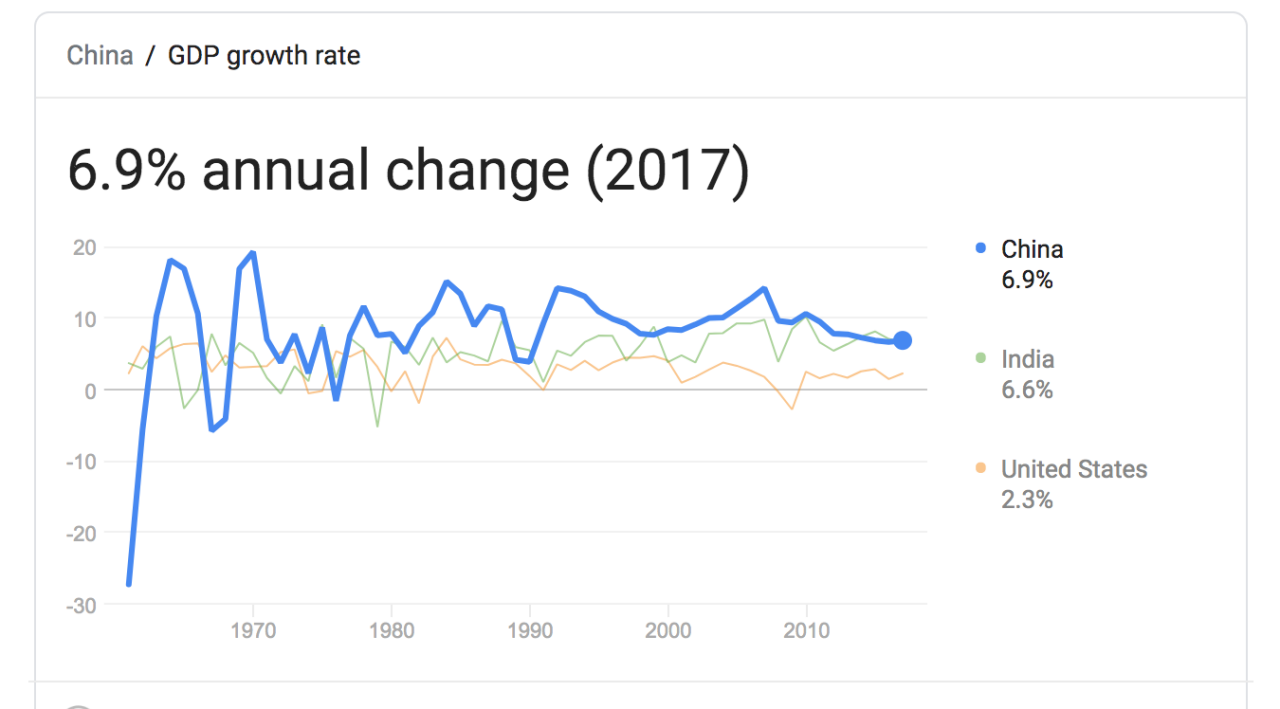 China / GDP growth rate
6.9% annual change (2017)
20
10
0
-10
-20
-30
1970 1980 1990 2000 2010
China
6.9%
India
6.6%
United States
2.3%